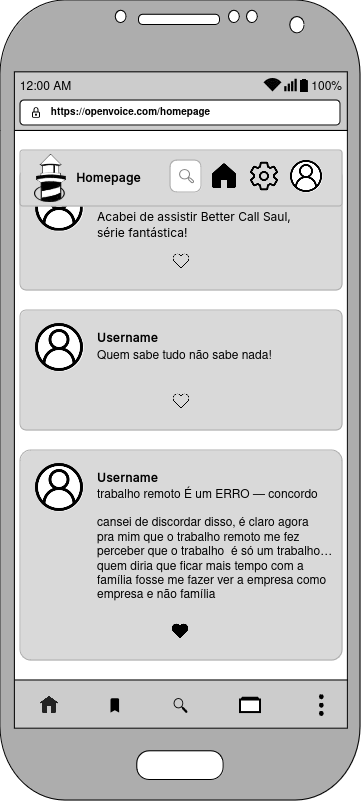 12:00 AM 100%
https://openvoice.com/homepage
Homepage
Acabei de assistir Better Call Saul,
série fantástica!
Username
Quem sabe tudo não sabe nada!
Username
trabalho remoto É um ERRO — concordo
cansei de discordar disso, é claro agora
pra mim que o trabalho remoto me fez
perceber que o trabalho  é só um trabalho...
quem diria que ficar mais tempo com a
família fosse me fazer ver a empresa como
empresa e não família